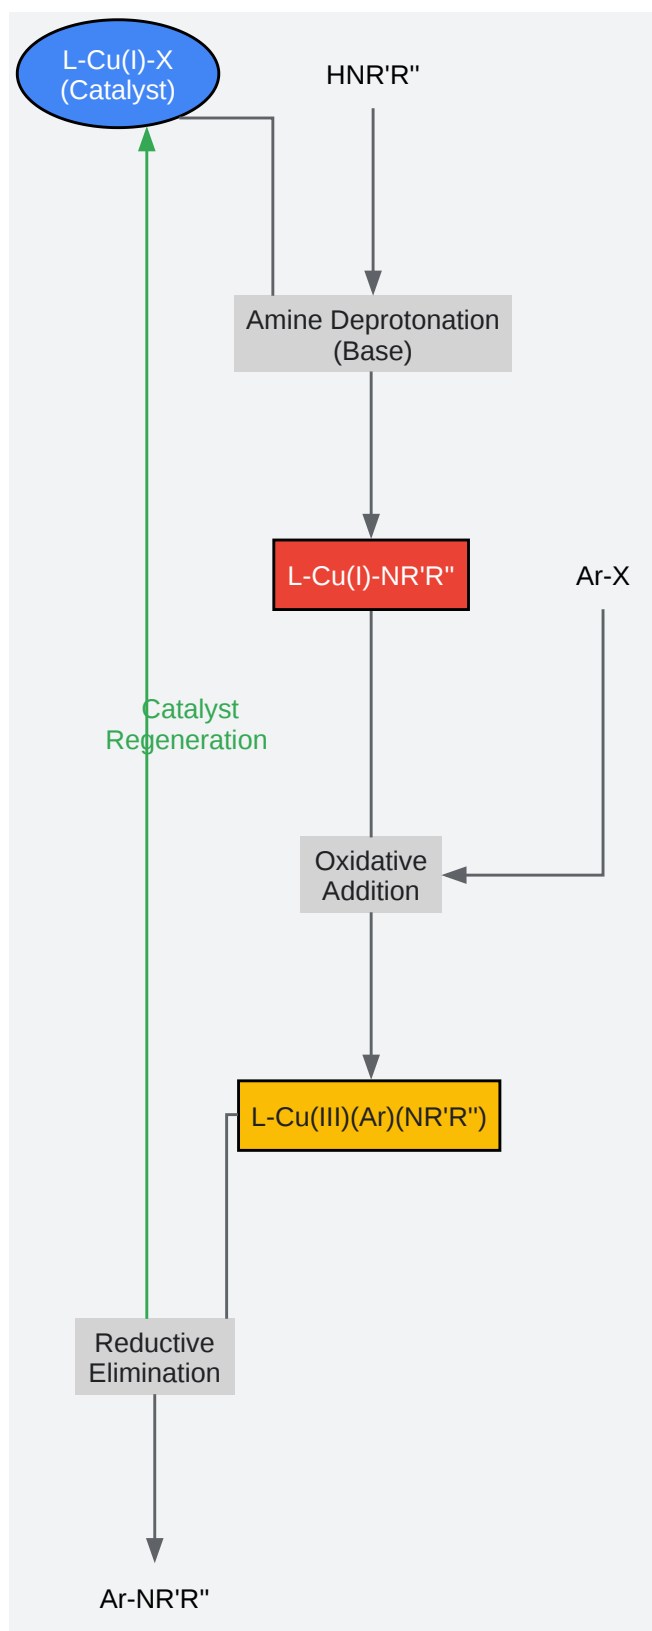 L-Cu(I)-X
(Catalyst)
HNR'R"
Amine Deprotonation
(Base)
L-Cu(I)-NR'R"
Ar-X
Catalyst
Regeneration
Oxidative
Addition
L-Cu(III)(Ar)(NR'R")
Reductive
Elimination
Ar-NR'R"